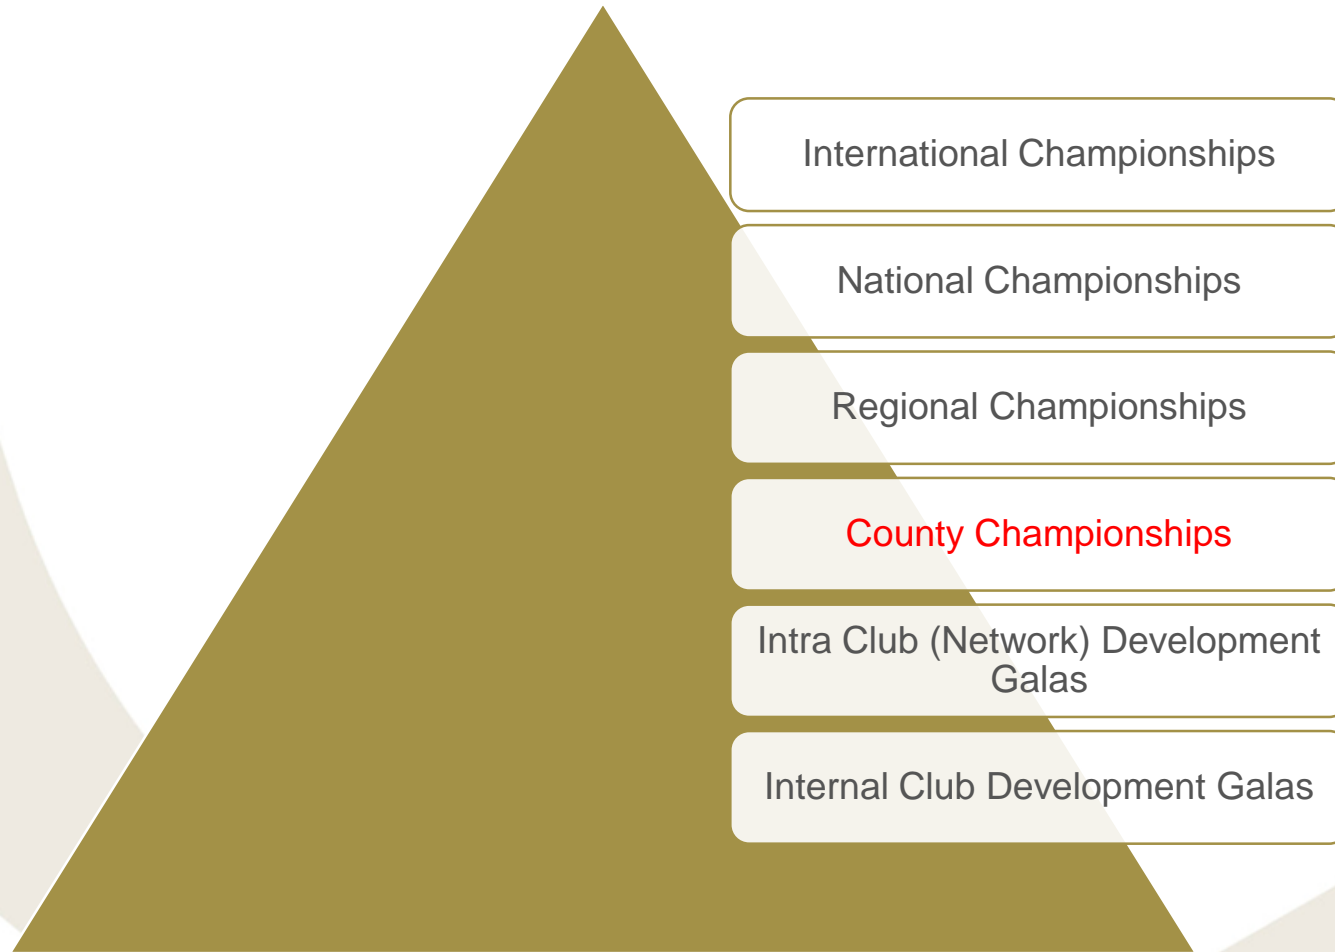 International Championships
National Championships
Regional Championships
County Championships
Intra Club (Network) Development
Galas
Internal Club Development Galas